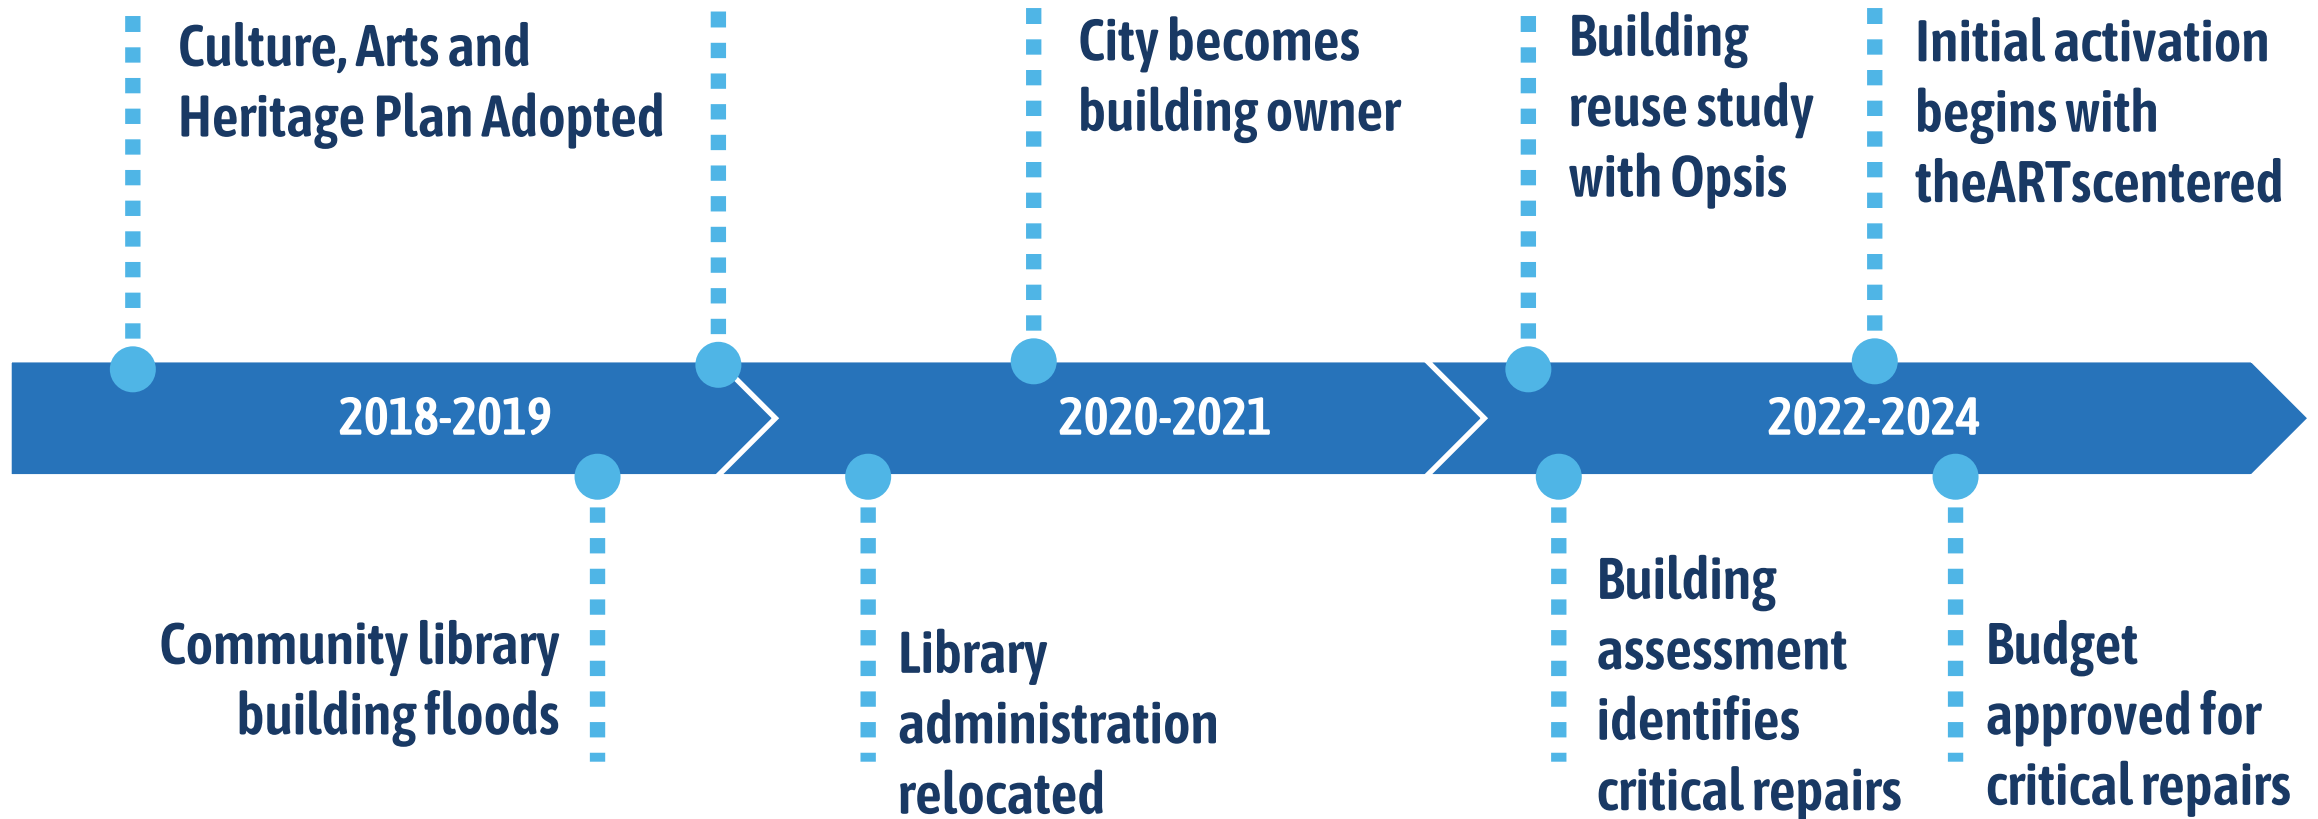 Culture, Arts and
Heritage Plan Adopted
City becomes
building owner
Building
reuse study
with Opsis
Initial activation
begins with
theARTscentered
2018-2019
2020-2021
2022-2024
Community library
building floods
Library
administration
relocated
Building
assessment
identifies
critical repairs
Budget
approved for
critical repairs